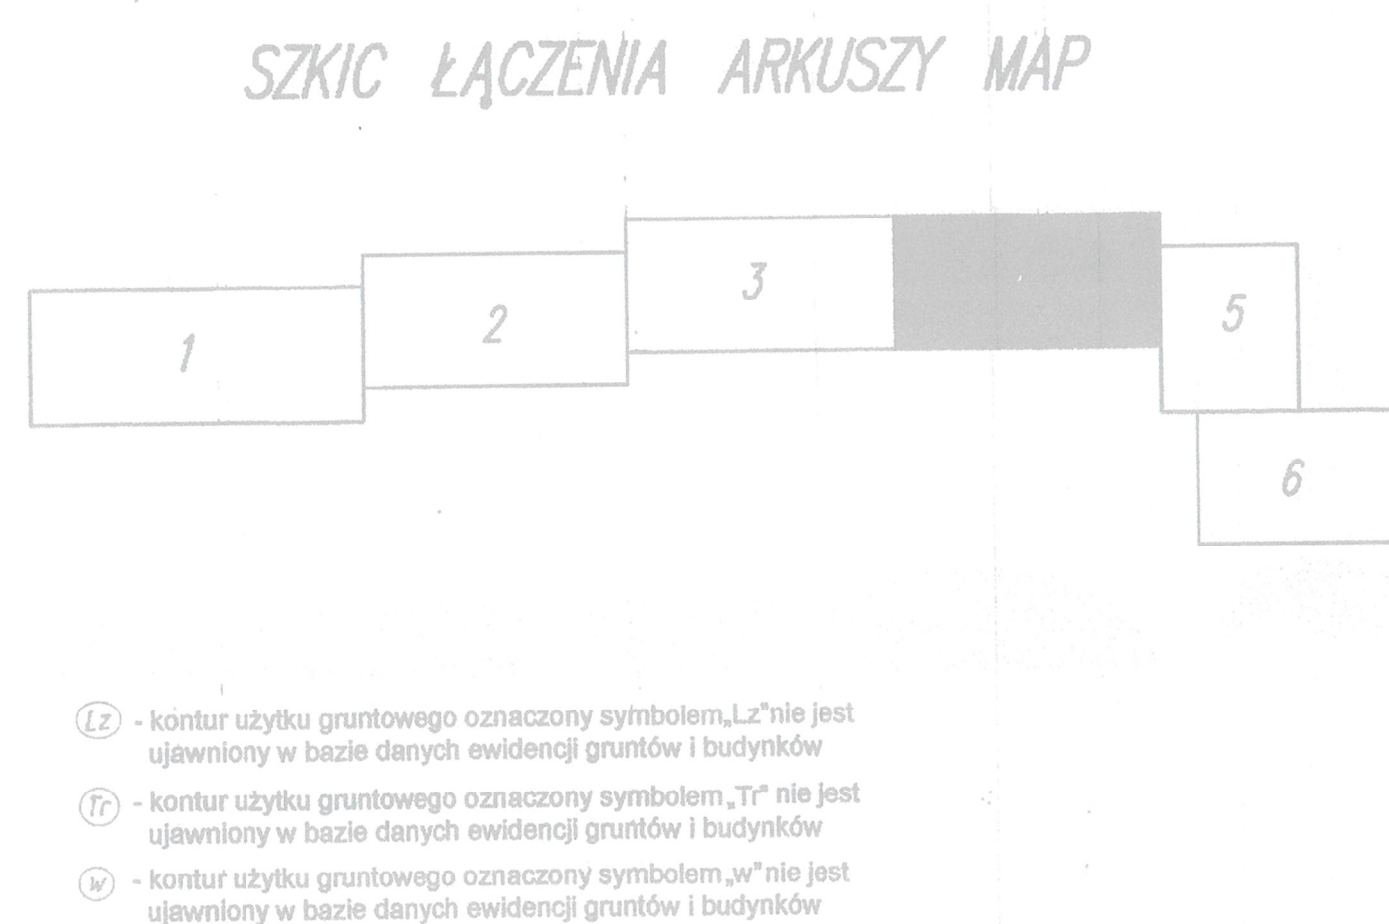 SZKIC ŁĄCZENIA ARKUSZY MAP
1
2
3
5
6
Lz - kontur użytku gruntowego oznaczony symbolem „Lz" nie jest
ujawniony w bazie danych ewidencji gruntów i budynków
Tr - kontur użytku gruntowego oznaczony symbolem „Tr" nie jest
ujawniony w bazie danych ewidencji gruntów i budynków
w - kontur użytku gruntowego oznaczony symbolem „w" nie jest
ujawniony w bazie danych ewidencji gruntów i budynków